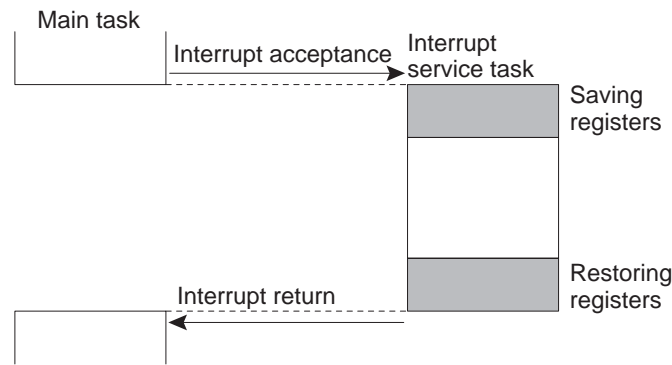 Main task
Interrupt acceptance
Interrupt
service task
Saving
registers
Restoring
registers
Interrupt return